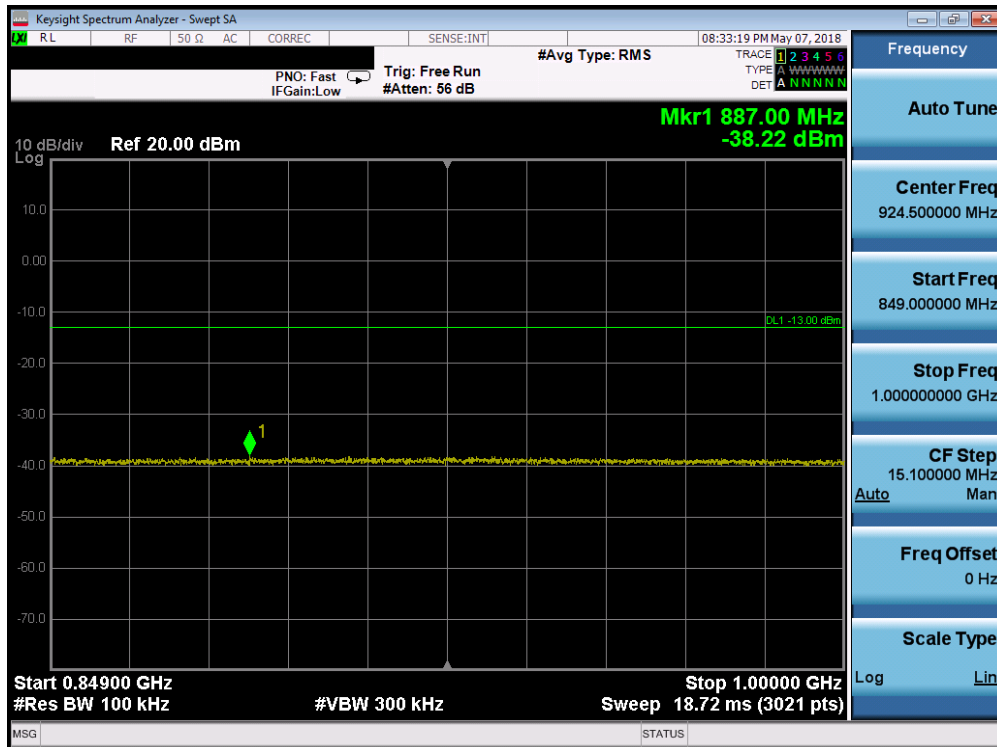 Keysight Spectrum Analyzer - Swept SA
LXI RL RF 50 Ω AC CORREC SENSE:INT 08:33:19 PM May 07, 2018
#Avg Type: RMS TRACE 1 2 3 4 5 6
PNO: Fast Trig: Free Run TYPE A WWWWW
IFGain:Low #Atten: 56 dB DET A N N N N N
Mkr1 887.00 MHz
10 dB/div Ref 20.00 dBm -38.22 dBm
Log
10.0
0.00
-10.0
DL1 -13.00 dBm
-20.0
-30.0
1
-40.0
-50.0
-60.0
-70.0
Start 0.84900 GHz Stop 1.00000 GHz
#Res BW 100 kHz #VBW 300 kHz Sweep 18.72 ms (3021 pts)
MSG STATUS
Frequency
Auto Tune
Center Freq
924.500000 MHz
Start Freq
849.000000 MHz
Stop Freq
1.000000000 GHz
CF Step
15.100000 MHz
Auto Man
Freq Offset
0 Hz
Scale Type
Log Lin